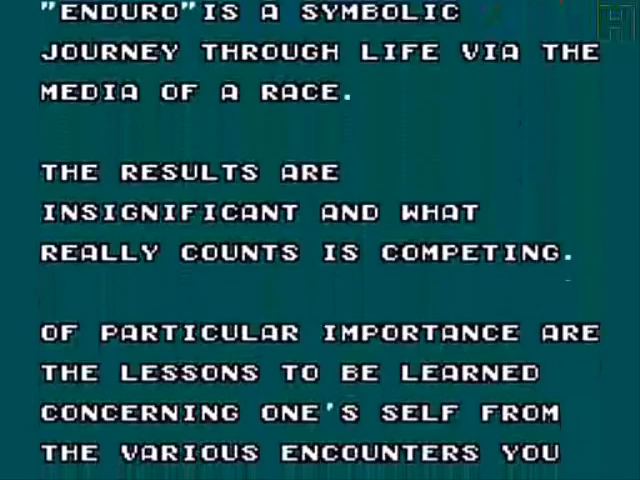 "ENDURO"IS A SYMBOLIC
JOURNEY THROUGH LIFE VIA THE
MEDIA OF A RACE.
THE RESULTS ARE
INSIGNIFICANT AND WHAT
REALLY COUNTS IS COMPETING.
OF PARTICULAR IMPORTANCE ARE
THE LESSONS TO BE LEARNED
CONCERNING ONE'S SELF FROM
THE VARIOUS ENCOUNTERS YOU